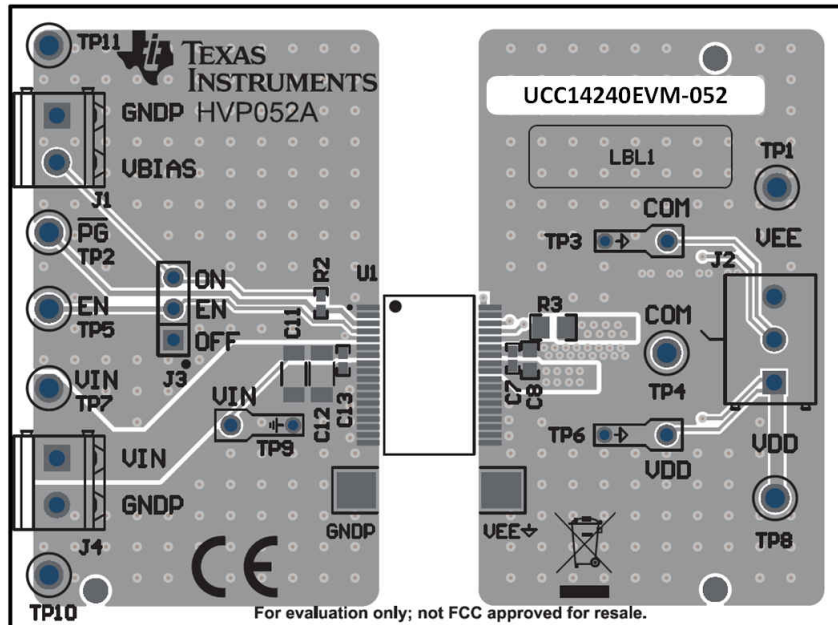 TP11
TEXAS
INSTRUMENTS
GNDP HVP052A
VBIAS
J1
PG
TP2
ON
R2
U1
EN
TP5
EN
C11
OFF
J3
VIN
TP7
VIN
C12
C13
TP9
VIN
GNDP
J4
GNDP
CE
TP10
UCC14240EVM-052
LBL1
TP1
COM
TP3
VEE
J2
R3
COM
TP4
C7
C8
TP6
VDD
VDD
VEE
TP8
For evaluation only; not FCC approved for resale.